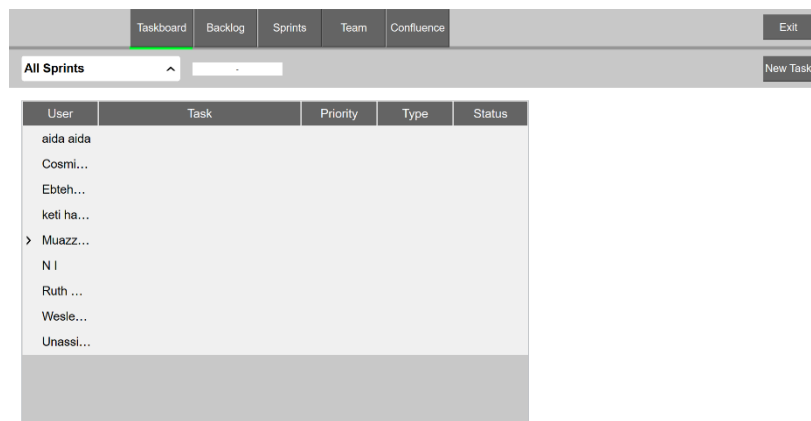 Taskboard Backlog Sprints Team Confluence Exit
All Sprints - New Task
User Task Priority Type Status
aida aida
Cosmi...
Ebteh...
keti ha...
Muazz...
N I
Ruth ...
Wesle...
Unassi...